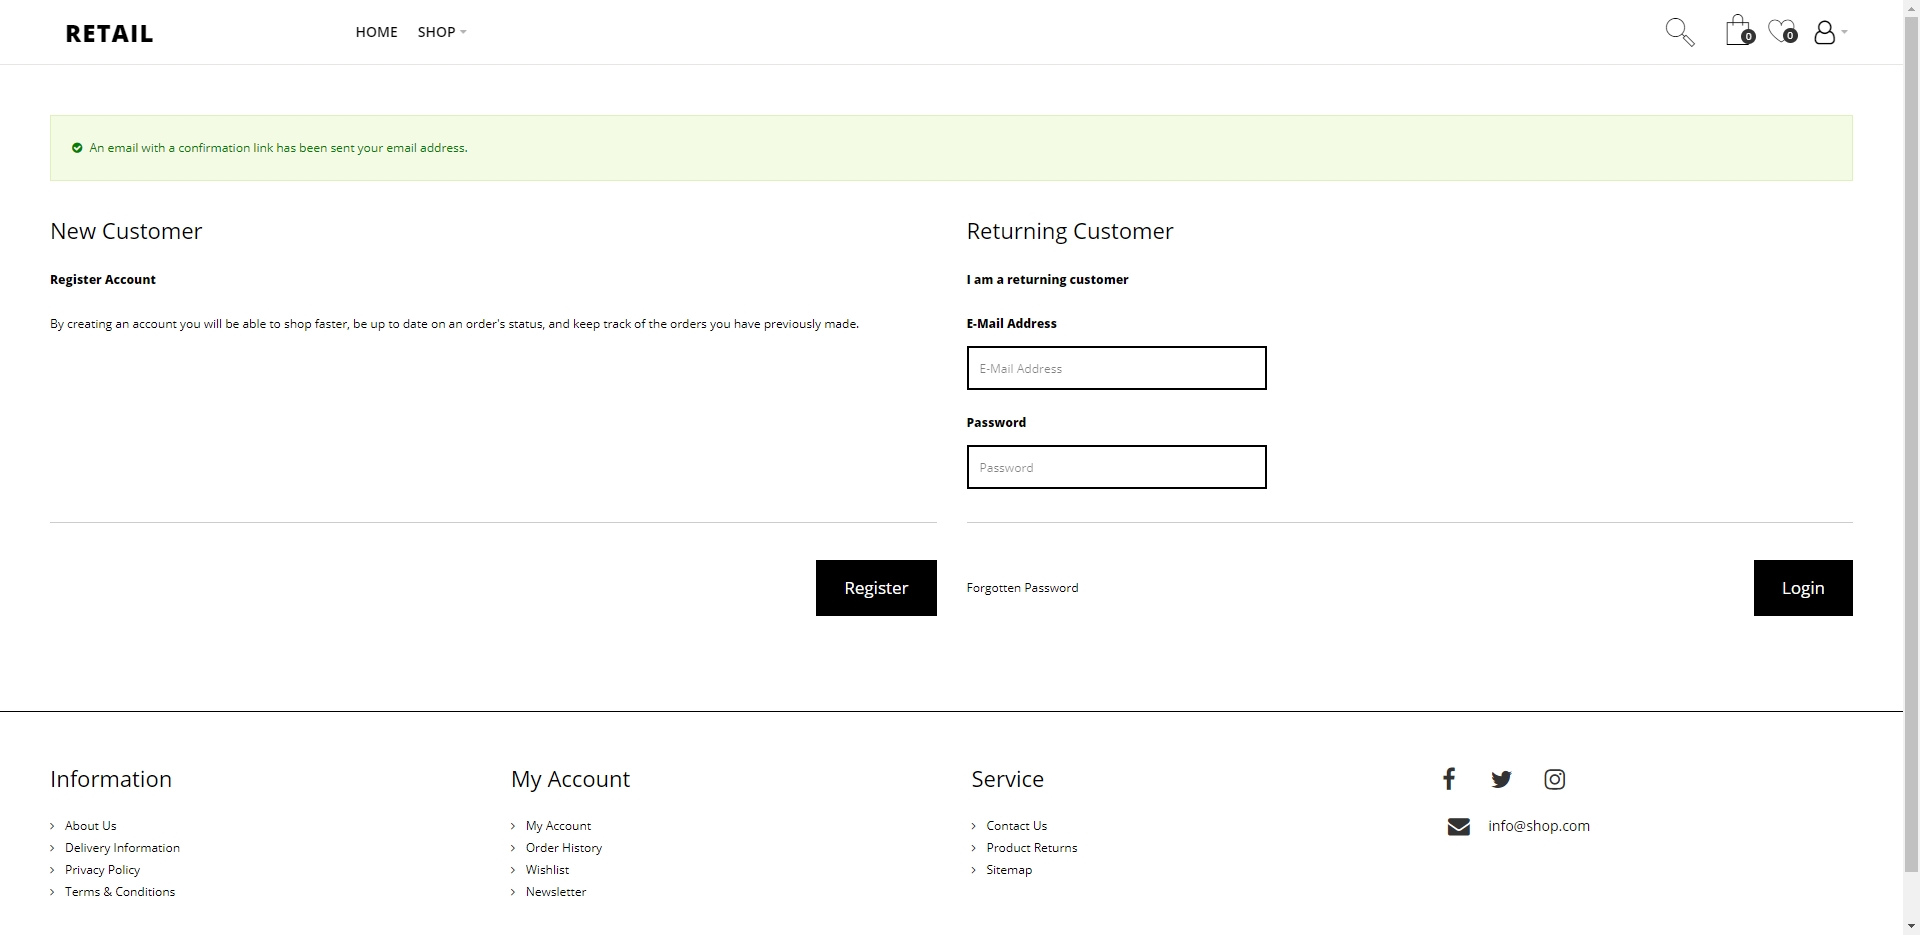 RETAIL
HOME
SHOP
0
0
An email with a confirmation link has been sent your email address.
New Customer
Register Account
By creating an account you will be able to shop faster, be up to date on an order's status, and keep track of the orders you have previously made.
Register
Returning Customer
I am a returning customer
E-Mail Address
E-Mail Address
Password
Password
Forgotten Password
Login
Information
About Us
Delivery Information
Privacy Policy
Terms & Conditions
My Account
My Account
Order History
Wishlist
Newsletter
Service
Contact Us
Product Returns
Sitemap
info@shop.com